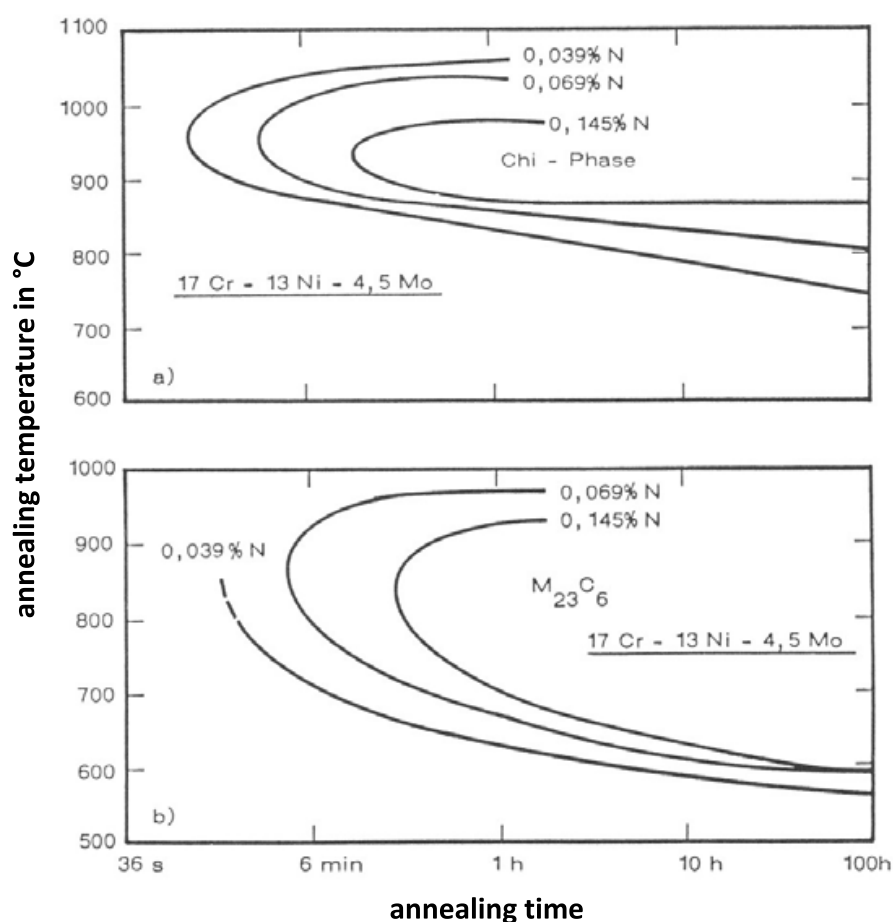 1100
0,039% N
0,069% N
1000
0,145% N
Chi - Phase
900
800
17 Cr - 13 Ni - 4,5 Mo
700
a)
600
annealing temperature in °C
1000
0,069% N
0,145% N
900
0,039% N
M23C6
800
17 Cr - 13 Ni - 4,5 Mo
700
600
b)
500
36 s 6 min 1 h 10 h 100h
annealing time